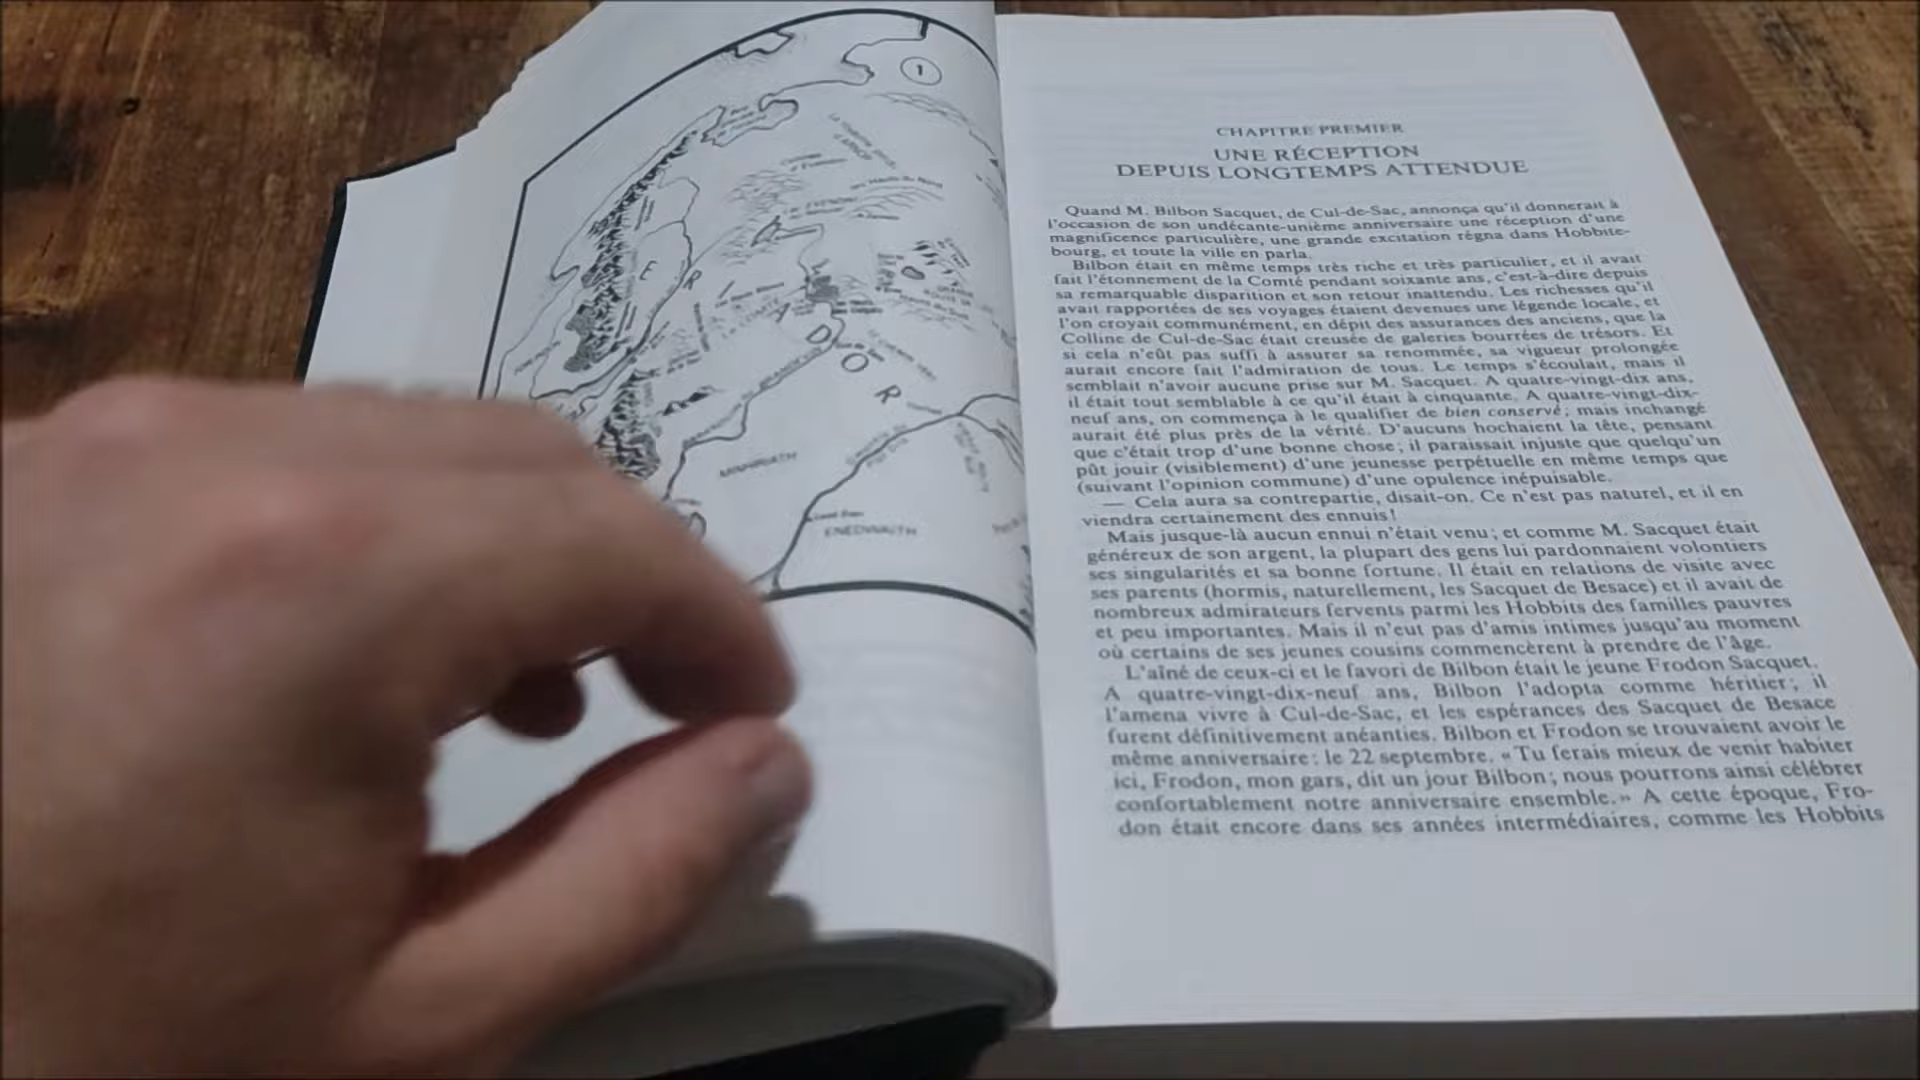 1
ERIADOR
MINHIRIATH
ENEDWAITH
CHAPITRE PREMIER
UNE RÉCEPTION
DEPUIS LONGTEMPS ATTENDUE
Quand M. Bilbon Sacquet, de Cul-de-Sac, annonça qu'il donnerait à
l'occasion de son undécante-unième anniversaire une réception d'une
magnificence particulière, une grande excitation régna dans Hobbite-
bourg, et toute la ville en parla.
Bilbon était en même temps très riche et très particulier, et il avait
fait l'étonnement de la Comté pendant soixante ans, c'est-à-dire depuis
sa remarquable disparition et son retour inattendu. Les richesses qu'il
avait rapportées de ses voyages étaient devenues une légende locale, et
l'on croyait communément, en dépit des assurances des anciens, que la
Colline de Cul-de-Sac était creusée de galeries bourrées de trésors. Et
si cela n'eût pas suffi à assurer sa renommée, sa vigueur prolongée
aurait encore fait l'admiration de tous. Le temps s'écoulait, mais il
semblait n'avoir aucune prise sur M. Sacquet. A quatre-vingt-dix ans,
il était tout semblable à ce qu'il était à cinquante. A quatre-vingt-dix-
neuf ans, on commença à le qualifier de bien conservé ; mais inchangé
aurait été plus près de la vérité. D'aucuns hochaient la tête, pensant
que c'était trop d'une bonne chose ; il paraissait injuste que quelqu'un
pût jouir (visiblement) d'une jeunesse perpétuelle en même temps que
(suivant l'opinion commune) d'une opulence inépuisable.
— Cela aura sa contrepartie, disait-on. Ce n'est pas naturel, et il en
viendra certainement des ennuis !
Mais jusque-là aucun ennui n'était venu ; et comme M. Sacquet était
généreux de son argent, la plupart des gens lui pardonnaient volontiers
ses singularités et sa bonne fortune. Il était en relations de visite avec
ses parents (hormis, naturellement, les Sacquet de Besace) et il avait de
nombreux admirateurs fervents parmi les Hobbits des familles pauvres
et peu importantes. Mais il n'eut pas d'amis intimes jusqu'au moment
où certains de ses jeunes cousins commencèrent à prendre de l'âge.
L'aîné de ceux-ci et le favori de Bilbon était le jeune Frodon Sacquet.
A quatre-vingt-dix-neuf ans, Bilbon l'adopta comme héritier ; il
l'amena vivre à Cul-de-Sac, et les espérances des Sacquet de Besace
furent définitivement anéanties. Bilbon et Frodon se trouvaient avoir le
même anniversaire : le 22 septembre. « Tu ferais mieux de venir habiter
ici, Frodon, mon gars, dit un jour Bilbon ; nous pourrons ainsi célébrer
confortablement notre anniversaire ensemble. » A cette époque, Fro-
don était encore dans ses années intermédiaires, comme les Hobbits